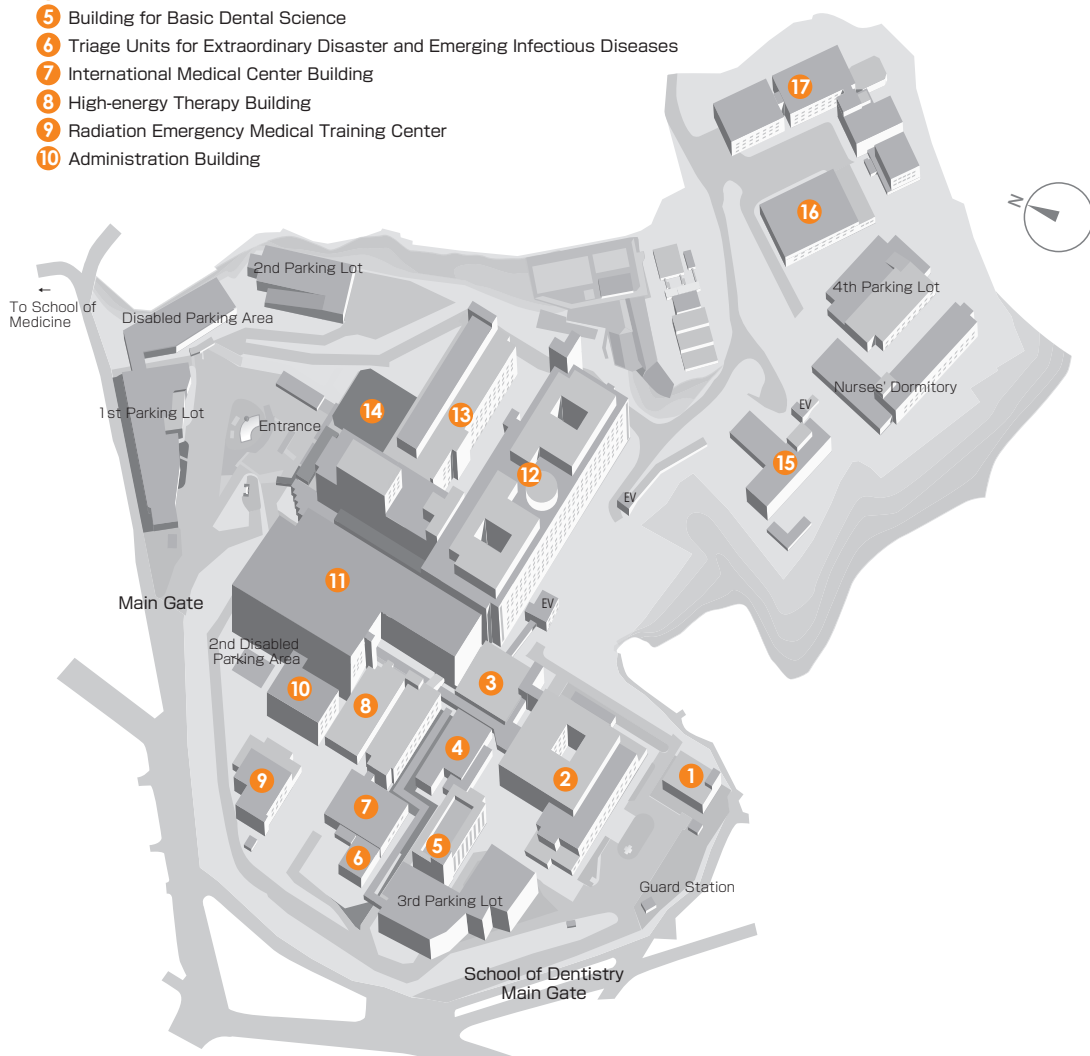 5 Building for Basic Dental Science
6 Triage Units for Extraordinary Disaster and Emerging Infectious Diseases
7 International Medical Center Building
8 High-energy Therapy Building
9 Radiation Emergency Medical Training Center
10 Administration Building
17
N
16
2nd Parking Lot
4th Parking Lot
←
To School of
Medicine
Disabled Parking Area
Nurses' Dormitory
1st Parking Lot
14
13
EV
Entrance
15
12
EV
11
Main Gate
EV
2nd Disabled
Parking Area
3
10
8
4
9
2
1
7
5
6
Guard Station
3rd Parking Lot
School of Dentistry
Main Gate